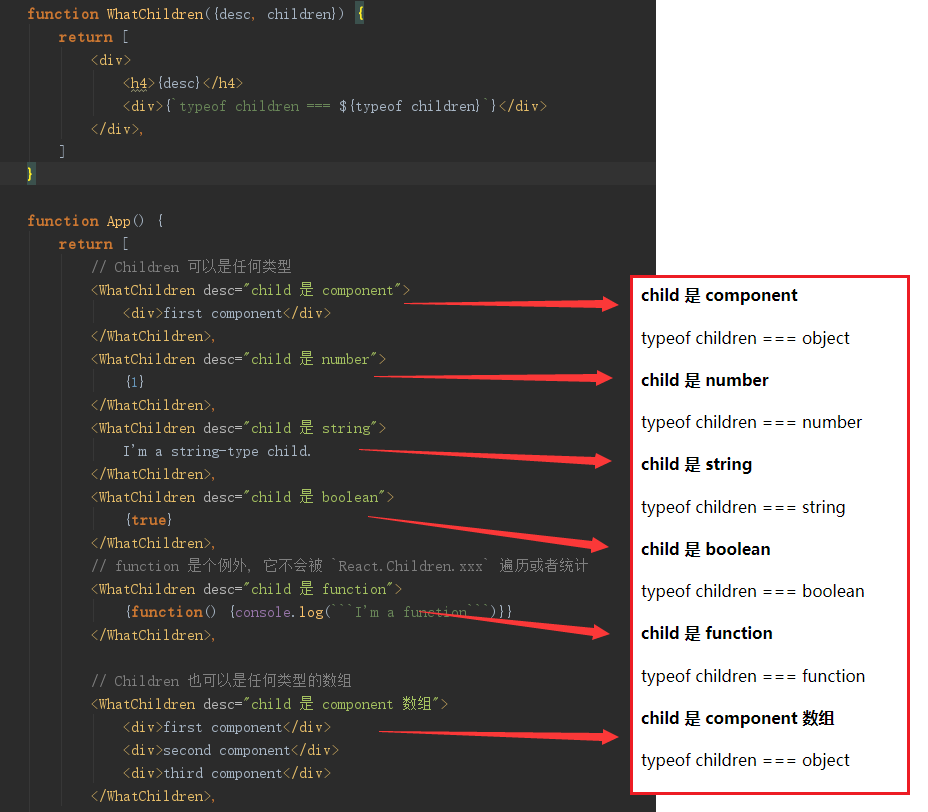 function WhatChildren({desc, children}) {
    return [
        <div>
            <h4>{desc}</h4>
            <div>{`typeof children === ${typeof children}`}</div>
        </div>,
    ]
}

function App() {
    return [
        // Children 可以是任何类型
        <WhatChildren desc="child 是 component">
            <div>first component</div>
        </WhatChildren>,
        <WhatChildren desc="child 是 number">
            {1}
        </WhatChildren>,
        <WhatChildren desc="child 是 string">
            I'm a string-type child.
        </WhatChildren>,
        <WhatChildren desc="child 是 boolean">
            {true}
        </WhatChildren>,
        // function 是个例外, 它不会被 `React.Children.xxx` 遍历或者统计
        <WhatChildren desc="child 是 function">
            {function() {console.log(```I'm a function```)}}
        </WhatChildren>,

        // Children 也可以是任何类型的数组
        <WhatChildren desc="child 是 component 数组">
            <div>first component</div>
            <div>second component</div>
            <div>third component</div>
        </WhatChildren>,
child 是 component
typeof children === object
child 是 number
typeof children === number
child 是 string
typeof children === string
child 是 boolean
typeof children === boolean
child 是 function
typeof children === function
child 是 component 数组
typeof children === object